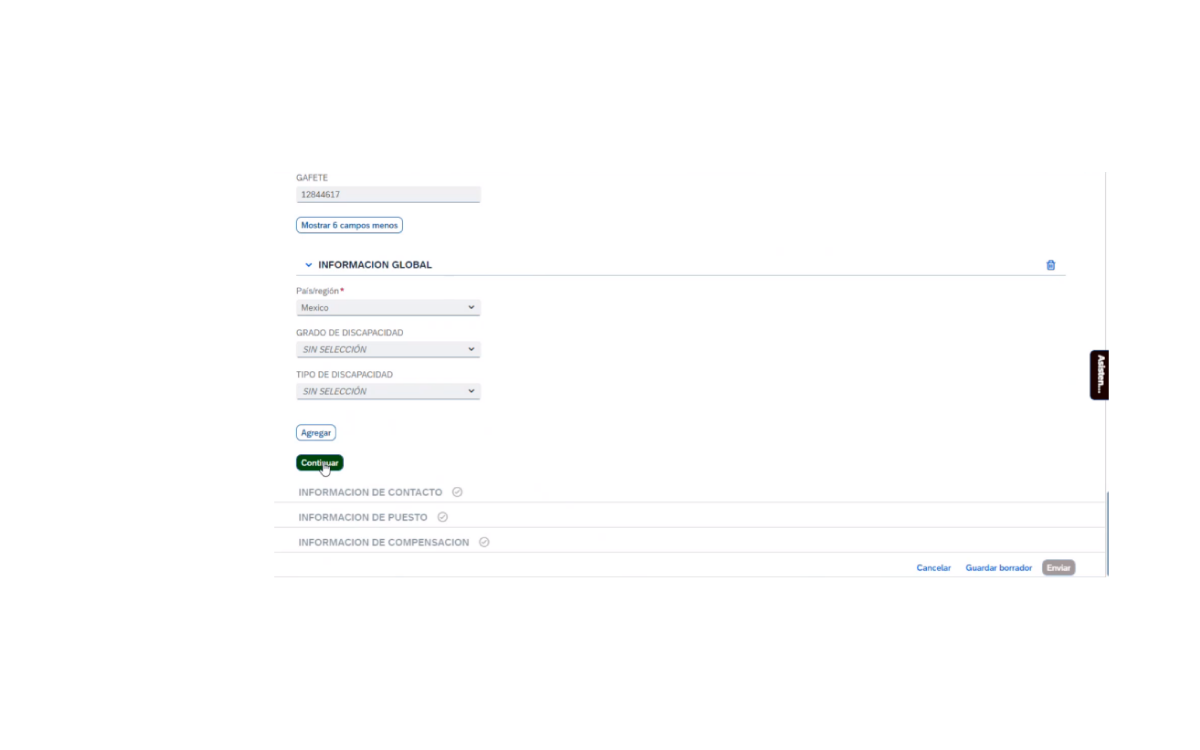 GAFETE
12844617
Mostrar 6 campos menos
INFORMACION GLOBAL
País/región*
Mexico
GRADO DE DISCAPACIDAD
SIN SELECCIÓN
TIPO DE DISCAPACIDAD
SIN SELECCIÓN
Asisten...
Agregar
Continuar
INFORMACION DE CONTACTO
INFORMACION DE PUESTO
INFORMACION DE COMPENSACION
Cancelar Guardar borrador Enviar